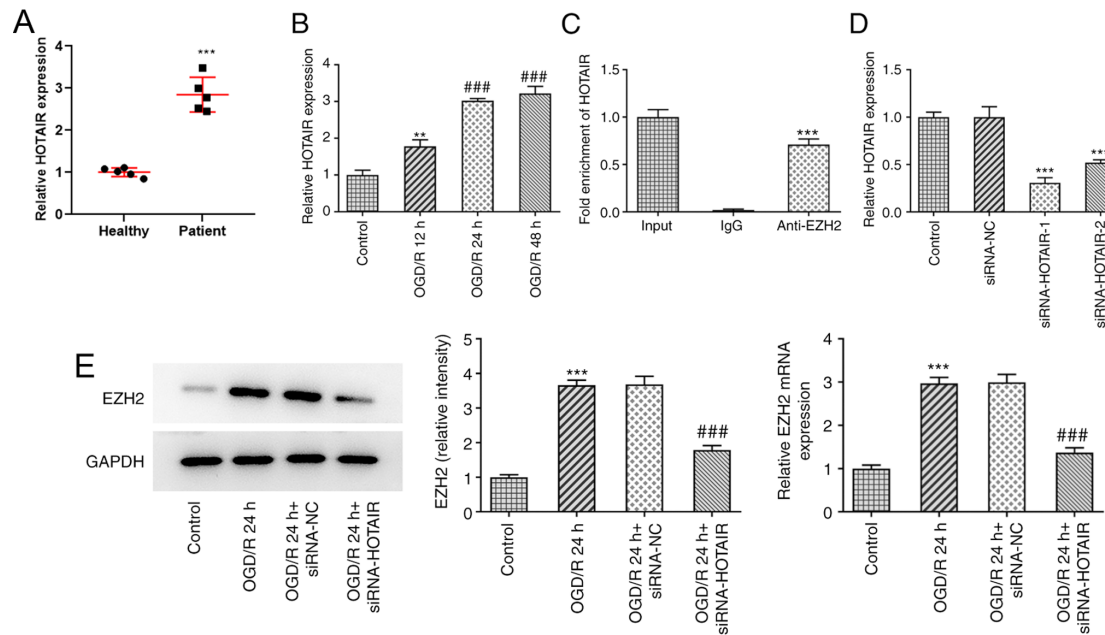 A
Relative HOTAIR expression
4
3
2
1
0
***
Healthy
Patient
B
Relative HOTAIR expression
4
3
2
1
0
**
###
###
Control
OGD/R 12 h
OGD/R 24 h
OGD/R 48 h
C
Fold enrichment of HOTAIR
1.5
1.0
0.5
0.0
***
Input
IgG
Anti-EZH2
D
Relative HOTAIR expression
1.5
1.0
0.5
0.0
***
***
Control
siRNA-NC
siRNA-HOTAIR-1
siRNA-HOTAIR-2
E
EZH2
GAPDH
Control
OGD/R 24 h
OGD/R 24 h+
siRNA-NC
OGD/R 24 h+
siRNA-HOTAIR
EZH2 (relative intensity)
5
4
3
2
1
0
***
###
Control
OGD/R 24 h
OGD/R 24 h+
siRNA-NC
OGD/R 24 h+
siRNA-HOTAIR
Relative EZH2 mRNA
expression
4
3
2
1
0
***
###
Control
OGD/R 24 h
OGD/R 24 h+
siRNA-NC
OGD/R 24 h+
siRNA-HOTAIR